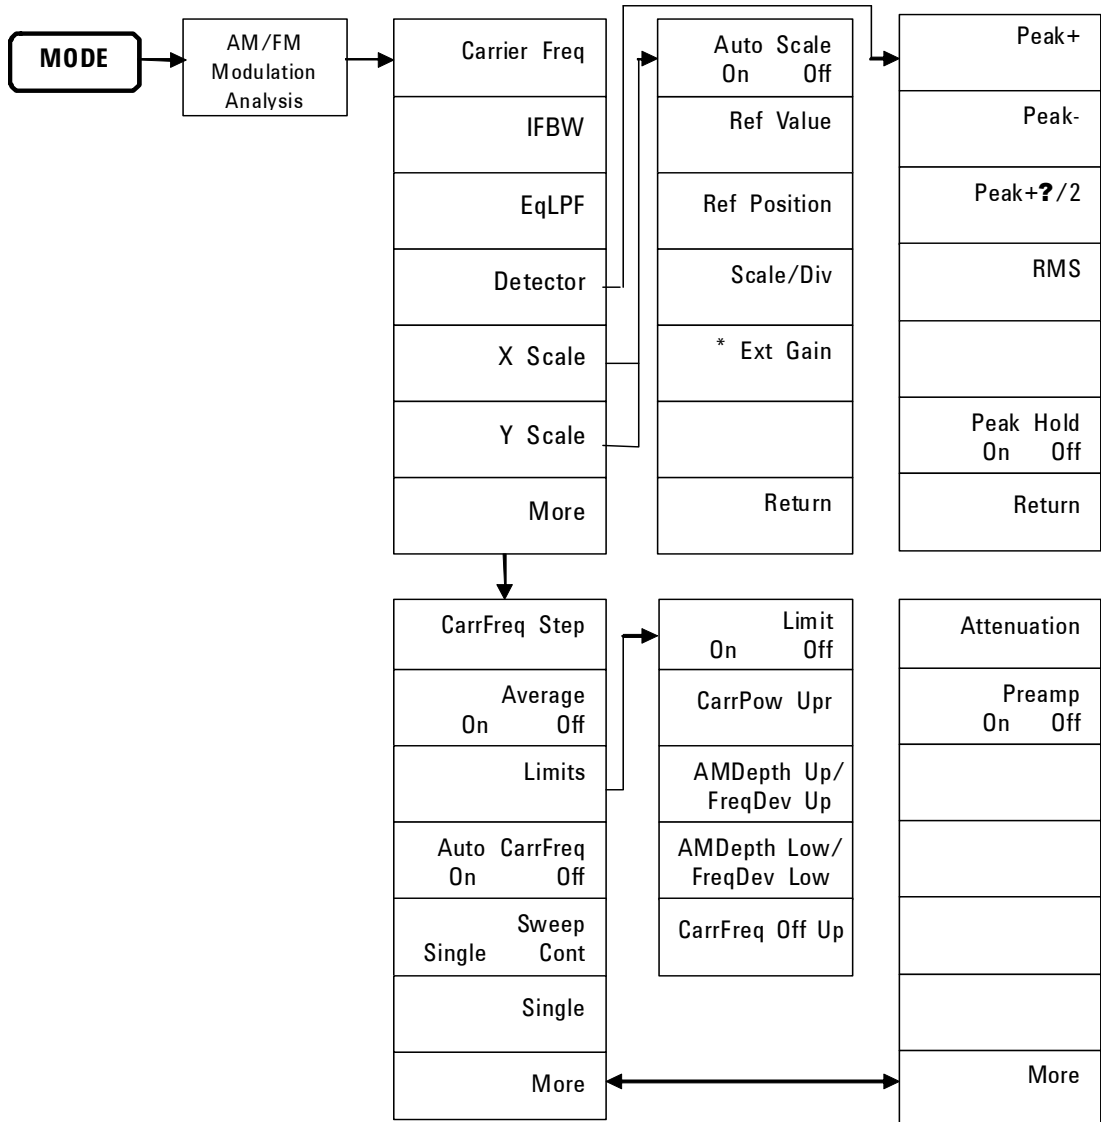 MODE
AM/FM
Modulation
Analysis
Carrier Freq
IFBW
EqLPF
Detector
X Scale
Y Scale
More
Auto Scale
On Off
Ref Value
Ref Position
Scale/Div
* Ext Gain
Return
Peak+
Peak-
Peak+?/2
RMS
Peak Hold
On Off
Return
CarrFreq Step
Average
On Off
Limits
Auto CarrFreq
On Off
Sweep
Single Cont
Single
More
Limit
On Off
CarrPow Upr
AMDepth Up/
FreqDev Up
AMDepth Low/
FreqDev Low
CarrFreq Off Up
Attenuation
Preamp
On Off
More